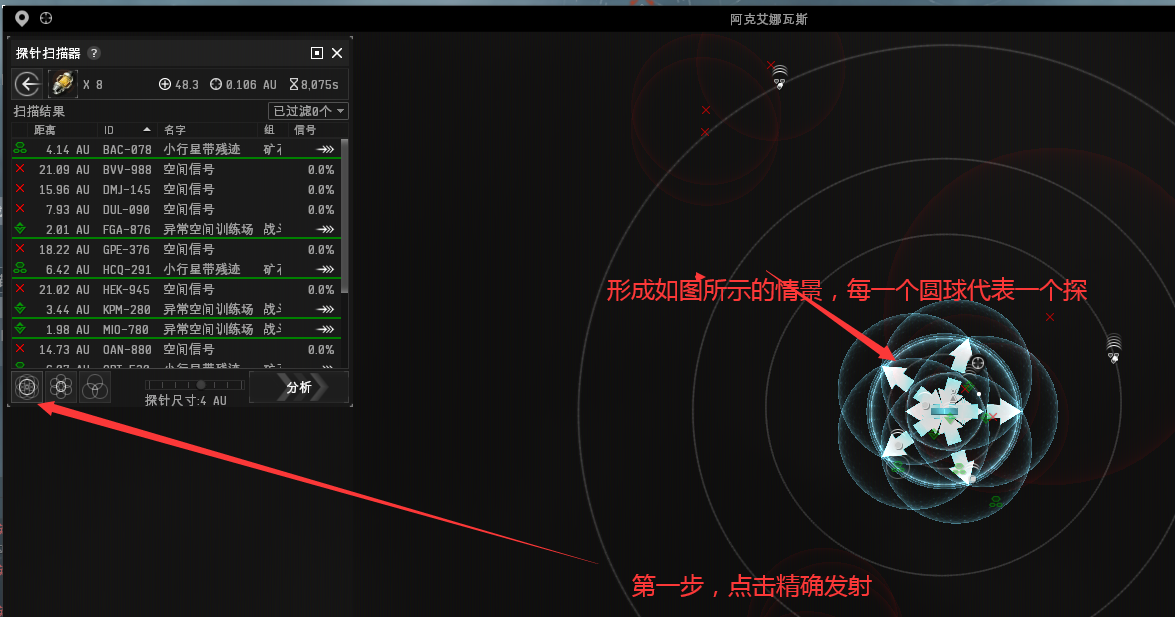 阿克艾娜瓦斯
探针扫描器 ?
X 8 48.3 0.106 AU 8,075s
扫描结果 已过滤0个
距离 ID 名字 组 信号
4.14 AU BAC-078 小行星带残迹
21.09 AU BVV-988 空间信号 0.0%
15.96 AU DMJ-145 空间信号 0.0%
7.93 AU DUL-090 空间信号 0.0%
2.01 AU FGA-876 异常空间训练场
18.22 AU GPE-376 空间信号 0.0%
6.42 AU HCQ-291 小行星带残迹
21.02 AU HEK-945 空间信号 0.0%
3.44 AU KPM-280 异常空间训练场
1.98 AU MIO-780 异常空间训练场
14.73 AU OAN-880 空间信号 0.0%
探针尺寸:4 AU
分析
形成如图所示的情景，每一个圆球代表一个探
第一步，点击精确发射